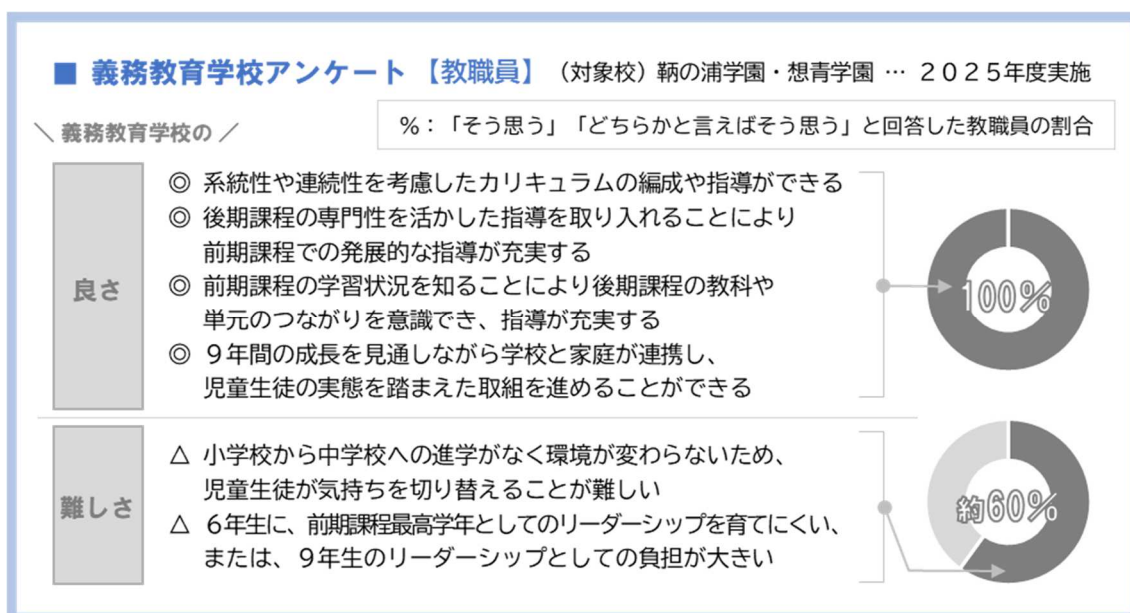 ■ 義務教育学校アンケート【教職員】（対象校）鞆の浦学園・想青学園 … ２０２５年度実施
＼ 義務教育学校の ／
％：「そう思う」「どちらかと言えばそう思う」と回答した教職員の割合
良さ
◎ 系統性や連続性を考慮したカリキュラムの編成や指導ができる
◎ 後期課程の専門性を活かした指導を取り入れることにより
前期課程での発展的な指導が充実する
◎ 前期課程の学習状況を知ることにより後期課程の教科や
単元のつながりを意識でき、指導が充実する
◎ ９年間の成長を見通しながら学校と家庭が連携し、
児童生徒の実態を踏まえた取組を進めることができる
100%
難しさ
△ 小学校から中学校への進学がなく環境が変わらないため、
児童生徒が気持ちを切り替えることが難しい
△ ６年生に、前期課程最高学年としてのリーダーシップを育てにくい、
または、９年生のリーダーシップとしての負担が大きい
約60%